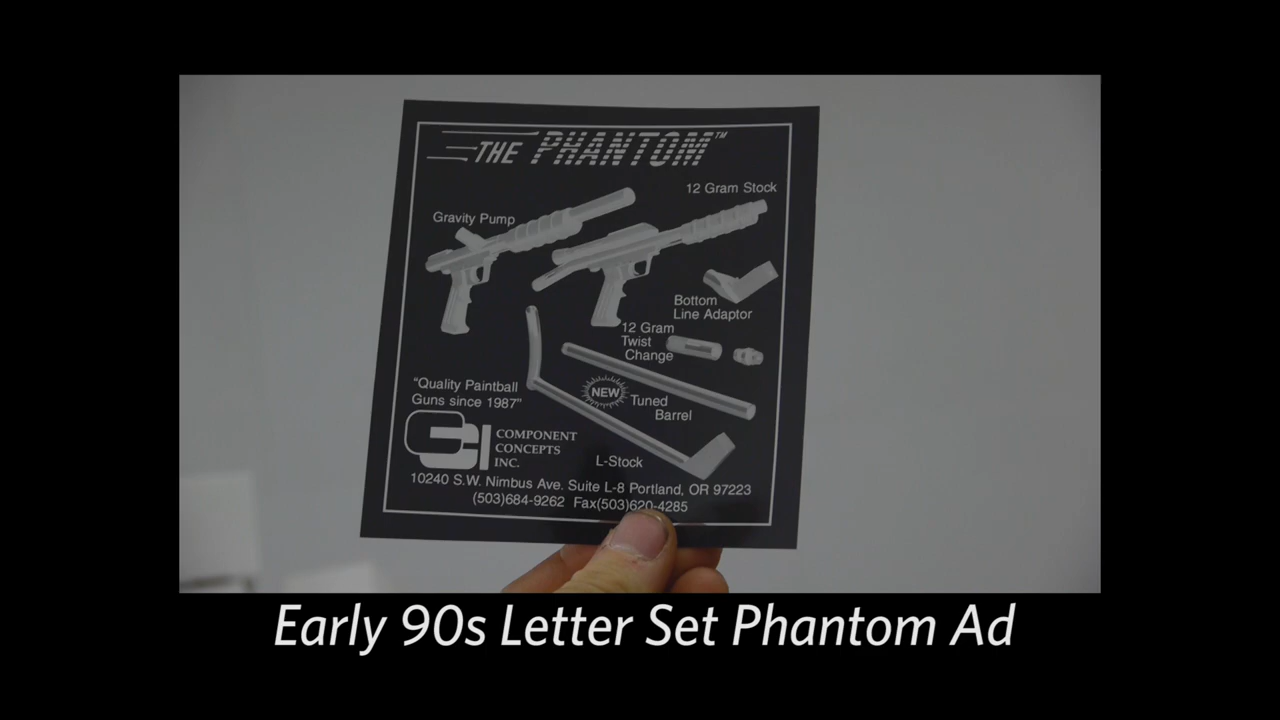 THE PHANTOM™
12 Gram Stock
Gravity Pump
Bottom
Line Adaptor
12 Gram
Twist
Change
"Quality Paintball
Guns since 1987"
NEW
Tuned
Barrel
CCI
COMPONENT
CONCEPTS
INC.
L-Stock
10240 S.W. Nimbus Ave. Suite L-8 Portland, OR 97223
(503)684-9262 Fax(503)620-4285
Early 90s Letter Set Phantom Ad